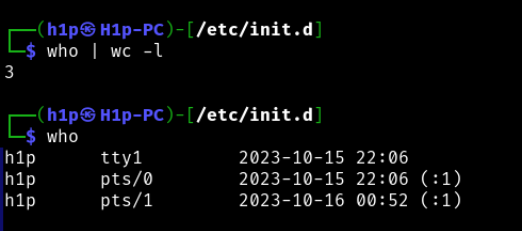 ┌──(h1p㉿H1p-PC)-[/etc/init.d]
└─$ who | wc -l
3
┌──(h1p㉿H1p-PC)-[/etc/init.d]
└─$ who
h1p      tty1         2023-10-15 22:06
h1p      pts/0        2023-10-15 22:06 (:1)
h1p      pts/1        2023-10-16 00:52 (:1)